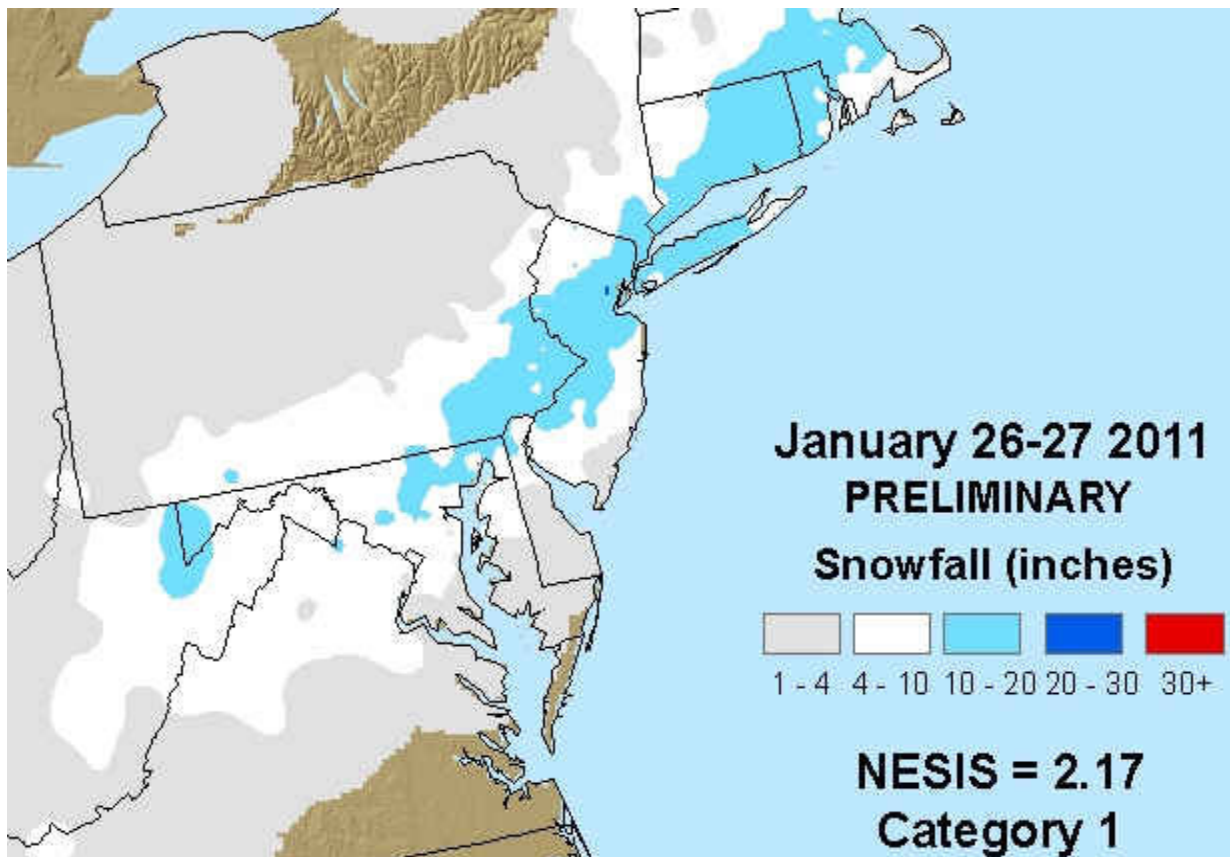 January 26-27 2011
PRELIMINARY
Snowfall (inches)
1 - 4 4 - 10 10 - 20 20 - 30 30+
NESIS = 2.17
Category 1